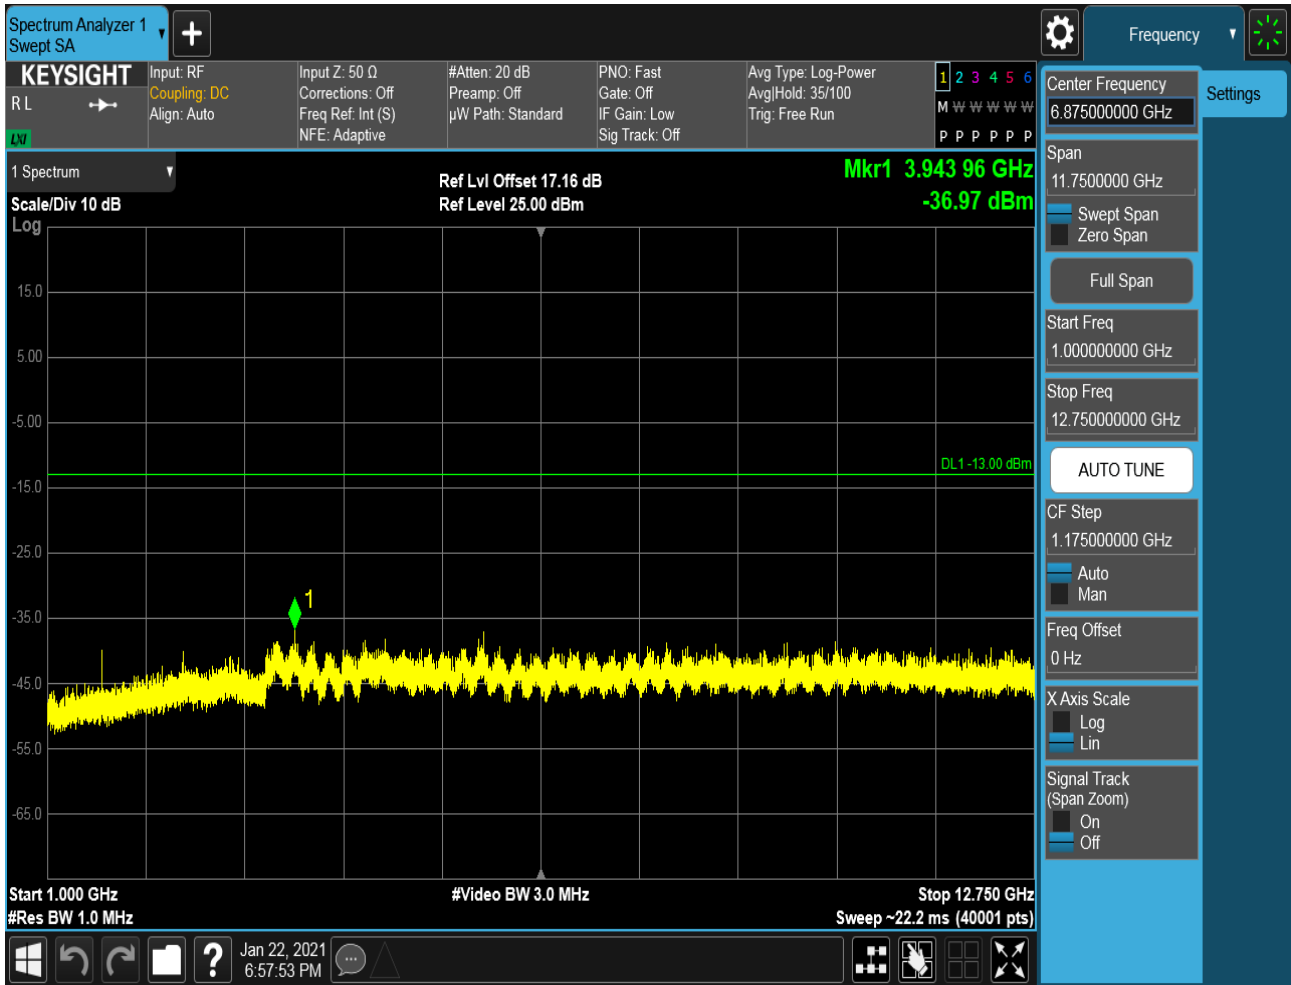 Spectrum Analyzer 1
Swept SA
+
Frequency
KEYSIGHT
R L
LXI
Input: RF
Coupling: DC
Align: Auto
Input Z: 50 Ω
Corrections: Off
Freq Ref: Int (S)
NFE: Adaptive
#Atten: 20 dB
Preamp: Off
µW Path: Standard
PNO: Fast
Gate: Off
IF Gain: Low
Sig Track: Off
Avg Type: Log-Power
Avg|Hold: 35/100
Trig: Free Run
1 2 3 4 5 6
M W W W W W
P P P P P P
1 Spectrum
Scale/Div 10 dB
Log
Ref Lvl Offset 17.16 dB
Ref Level 25.00 dBm
Mkr1 3.943 96 GHz
-36.97 dBm
15.0
5.00
-5.00
DL1 -13.00 dBm
-15.0
-25.0
1
-35.0
-45.0
-55.0
-65.0
Start 1.000 GHz
#Video BW 3.0 MHz
Stop 12.750 GHz
#Res BW 1.0 MHz
Sweep ~22.2 ms (40001 pts)
Center Frequency
6.875000000 GHz
Settings
Span
11.7500000 GHz
Swept Span
Zero Span
Full Span
Start Freq
1.000000000 GHz
Stop Freq
12.750000000 GHz
AUTO TUNE
CF Step
1.175000000 GHz
Auto
Man
Freq Offset
0 Hz
X Axis Scale
Log
Lin
Signal Track
(Span Zoom)
On
Off
?
Jan 22, 2021
6:57:53 PM